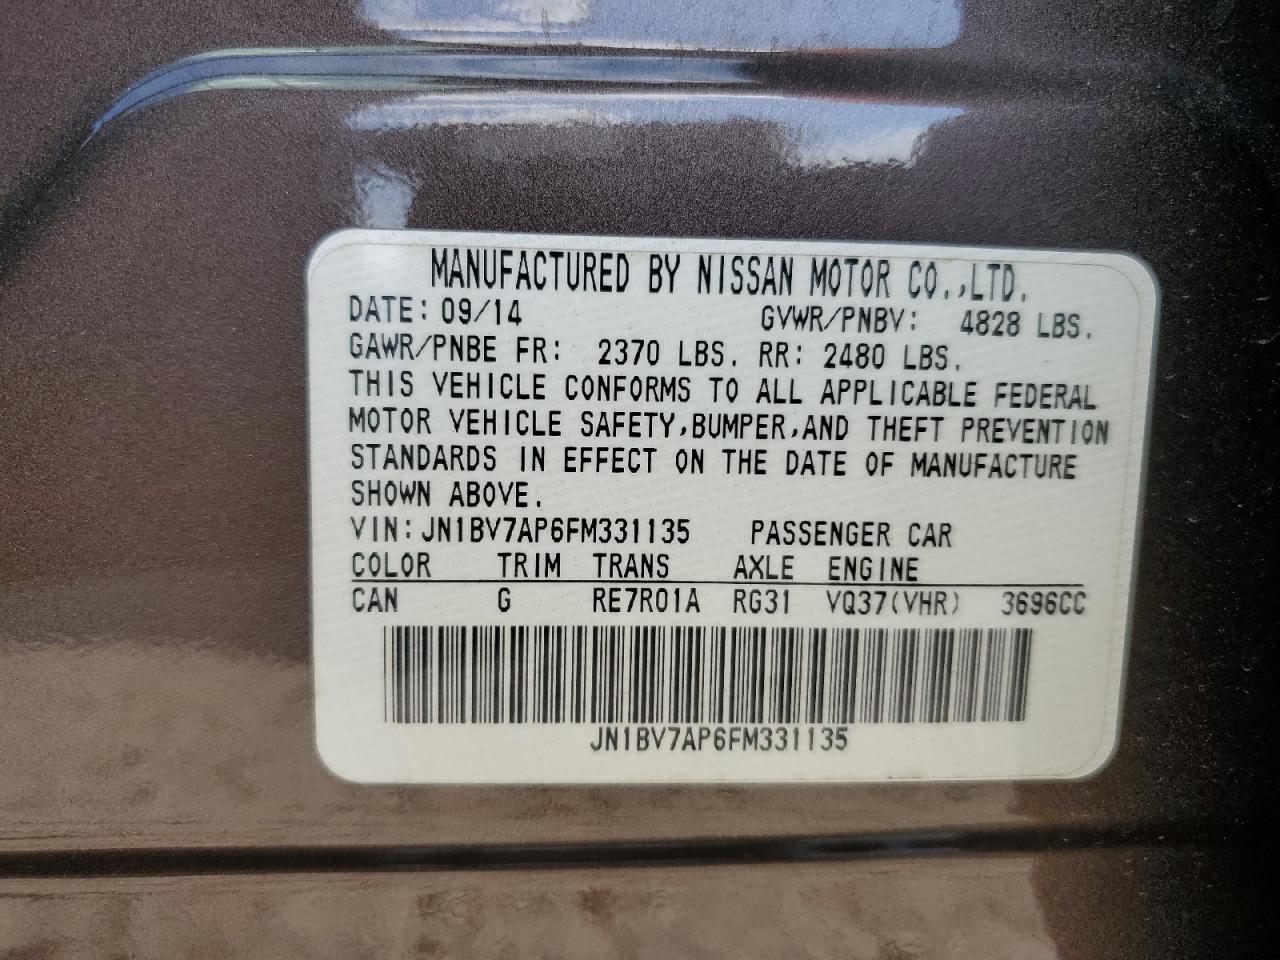 MANUFACTURED BY NISSAN MOTOR CO.,LTD.
DATE: 09/14 GVWR/PNBV: 4828 LBS.
GAWR/PNBE FR: 2370 LBS. RR: 2480 LBS.
THIS VEHICLE CONFORMS TO ALL APPLICABLE FEDERAL
MOTOR VEHICLE SAFETY,BUMPER,AND THEFT PREVENTION
STANDARDS IN EFFECT ON THE DATE OF MANUFACTURE
SHOWN ABOVE.
VIN: JN1BV7AP6FM331135 PASSENGER CAR
COLOR TRIM TRANS AXLE ENGINE
CAN G RE7R01A RG31 VQ37(VHR) 3696CC
JN1BV7AP6FM331135